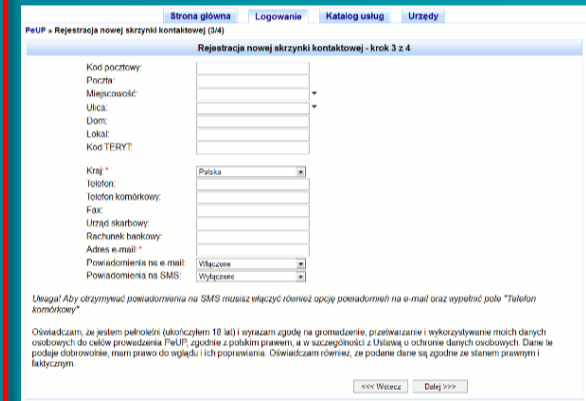 Strona główna Logowanie Katalog usług Urzędy
PeUP » Rejestracja nowej skrzynki kontaktowej (3/4)
Rejestracja nowej skrzynki kontaktowej - krok 3 z 4
Kod pocztowy:
Poczta:
Miejscowość:
Ulica:
Dom:
Lokal:
Kod TERYT:
Kraj: * Polska
Telefon:
Telefon komórkowy:
Fax:
Urząd skarbowy:
Rachunek bankowy:
Adres e-mail: *
Powiadomienia na e-mail: Włączone
Powiadomienia na SMS: Wyłączone
Uwaga! Aby otrzymywać powiadomienia na SMS musisz włączyć również opcję powiadomień na e-mail oraz wypełnić pole "Telefon
komórkowy"
Oświadczam, że jestem pełnoletni (ukończyłem 18 lat) i wyrażam zgodę na gromadzenie, przetwarzanie i wykorzystywanie moich danych
osobowych do celów prowadzenia PeUP, zgodnie z polskim prawem, a w szczególności z Ustawą o ochronie danych osobowych. Dane te
podaję dobrowolnie, mam prawo do wglądu i ich poprawiania. Oświadczam również, że podane dane są zgodne ze stanem prawnym i
faktycznym.
<<< Wstecz Dalej >>>